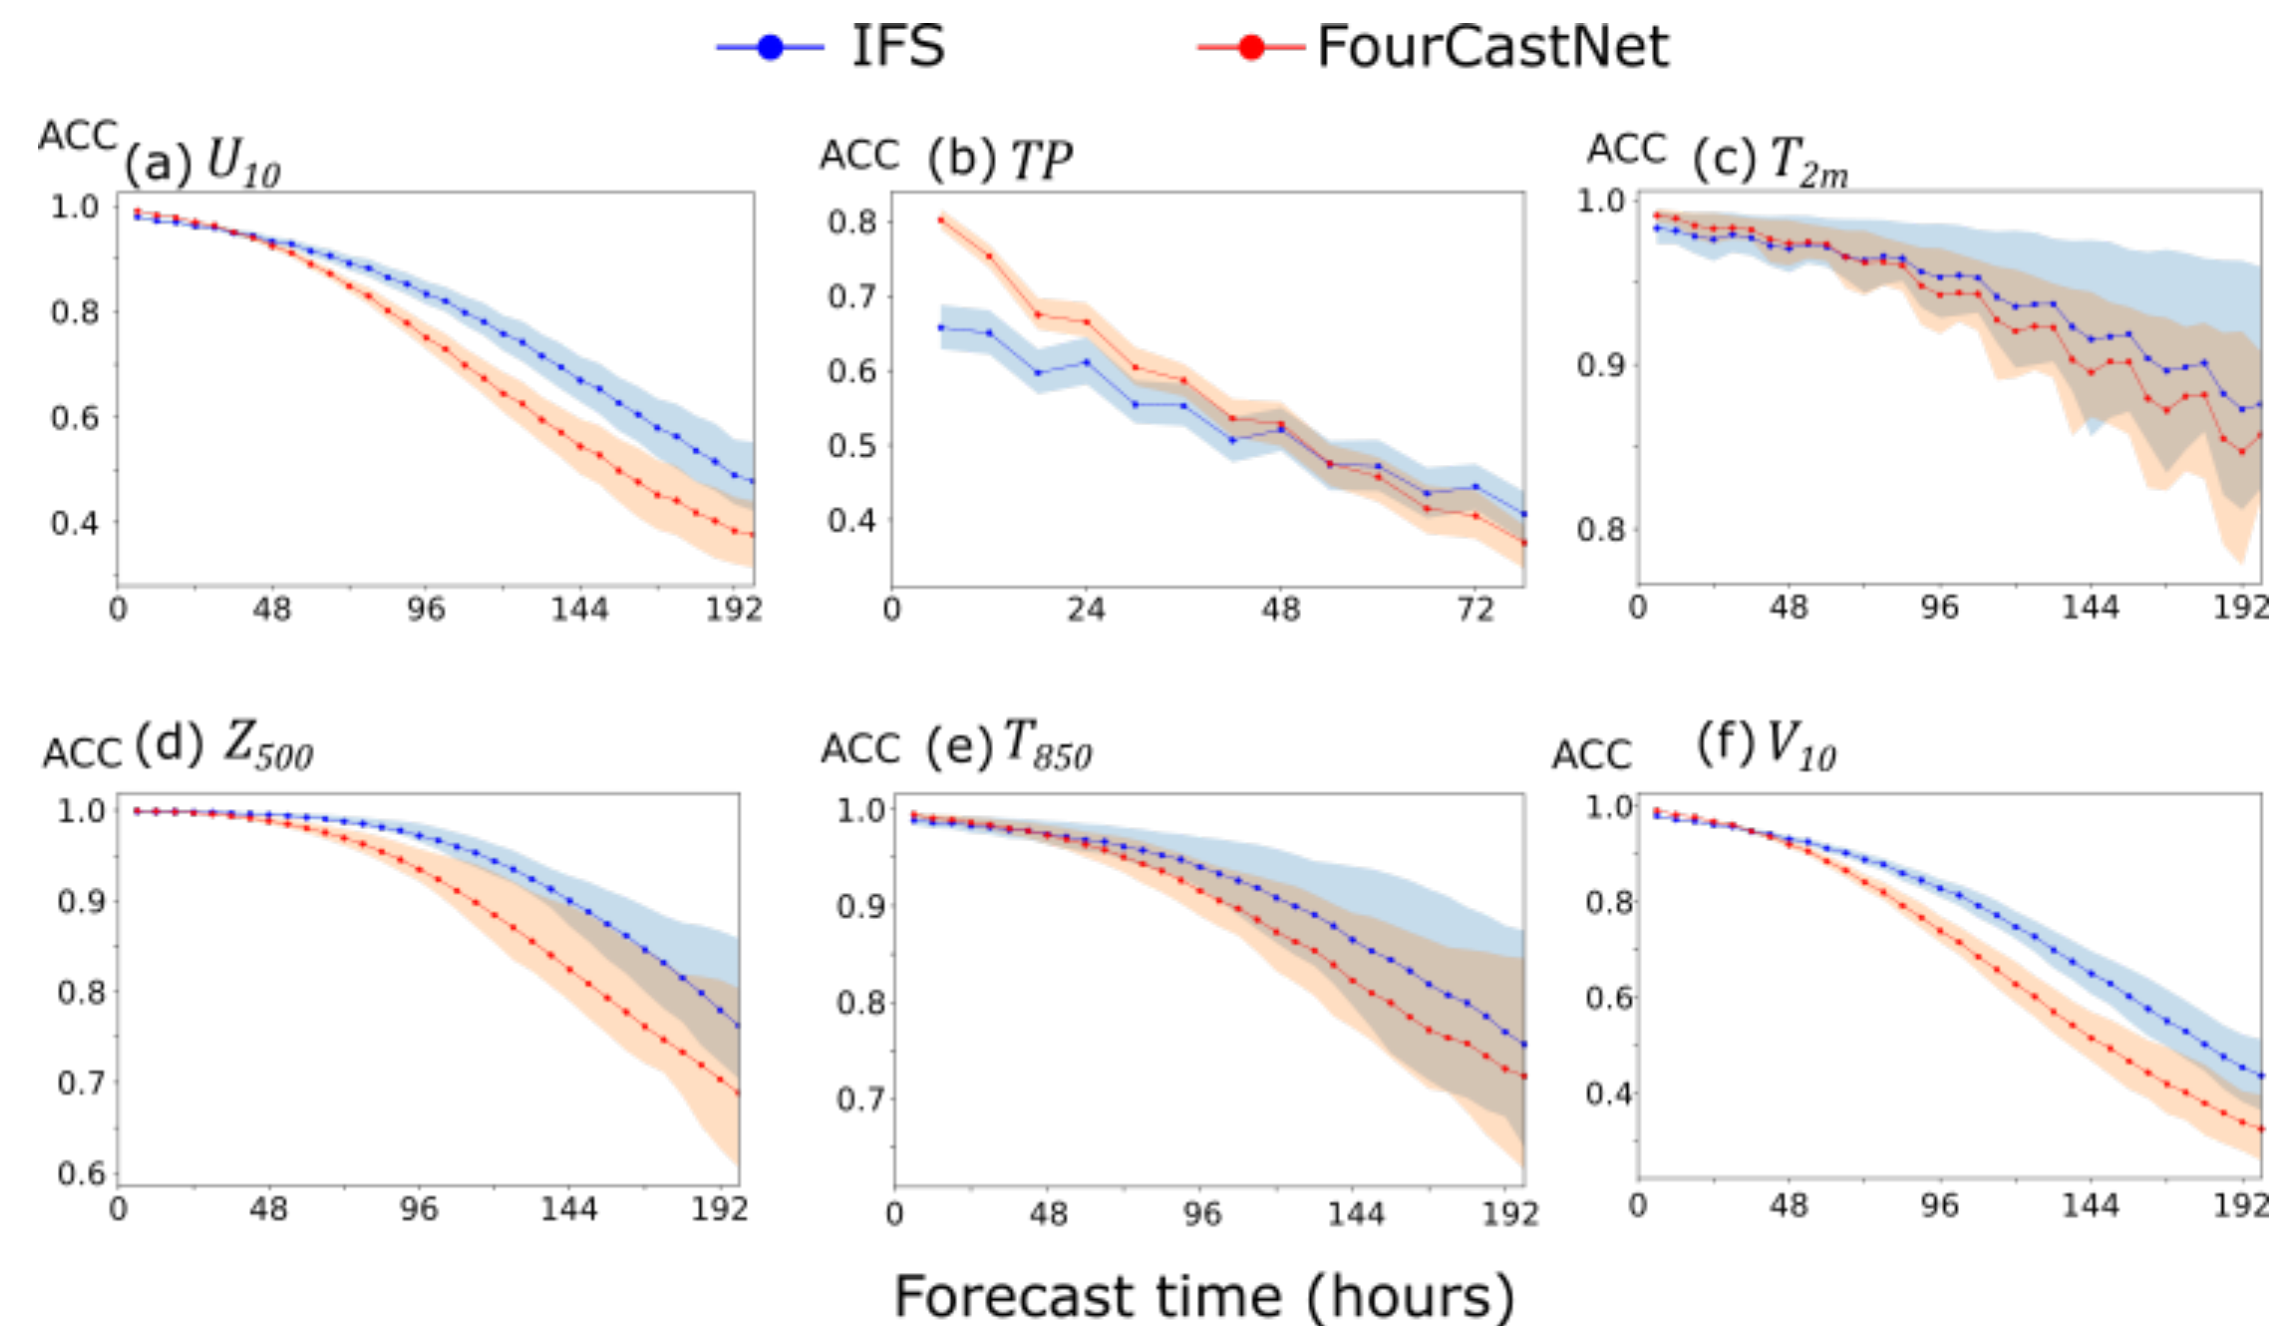 IFS FourCastNet
ACC (a) U10
1.0
0.8
0.6
0.4
0 48 96 144 192
ACC (b) TP
0.8
0.7
0.6
0.5
0.4
0 24 48 72
ACC (c) T2m
1.0
0.9
0.8
0 48 96 144 192
ACC (d) Z500
1.0
0.9
0.8
0.7
0.6
0 48 96 144 192
ACC (e) T850
1.0
0.9
0.8
0.7
0 48 96 144 192
ACC (f) V10
1.0
0.8
0.6
0.4
0 48 96 144 192
Forecast time (hours)